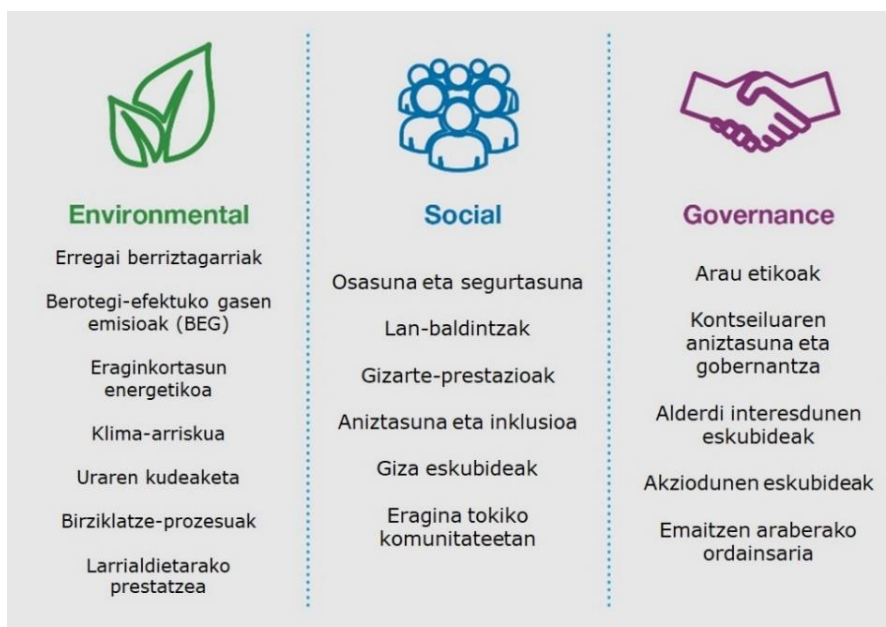 Environmental
Erregai berriztagarriak
Berotegi-efektuko gasen
emisioak (BEG)
Eraginkortasun
energetikoa
Klima-arriskua
Uraren kudeaketa
Birziklatze-prozesuak
Larrialdietarako
prestatzea
Social
Osasuna eta segurtasuna
Lan-baldintzak
Gizarte-prestazioak
Aniztasuna eta inklusioa
Giza eskubideak
Eragina tokiko
komunitateetan
Governance
Arau etikoak
Kontseiluaren
aniztasuna eta
gobernantza
Alderdi interesdunen
eskubideak
Akziodunen eskubideak
Emaitzen araberako
ordainsaria